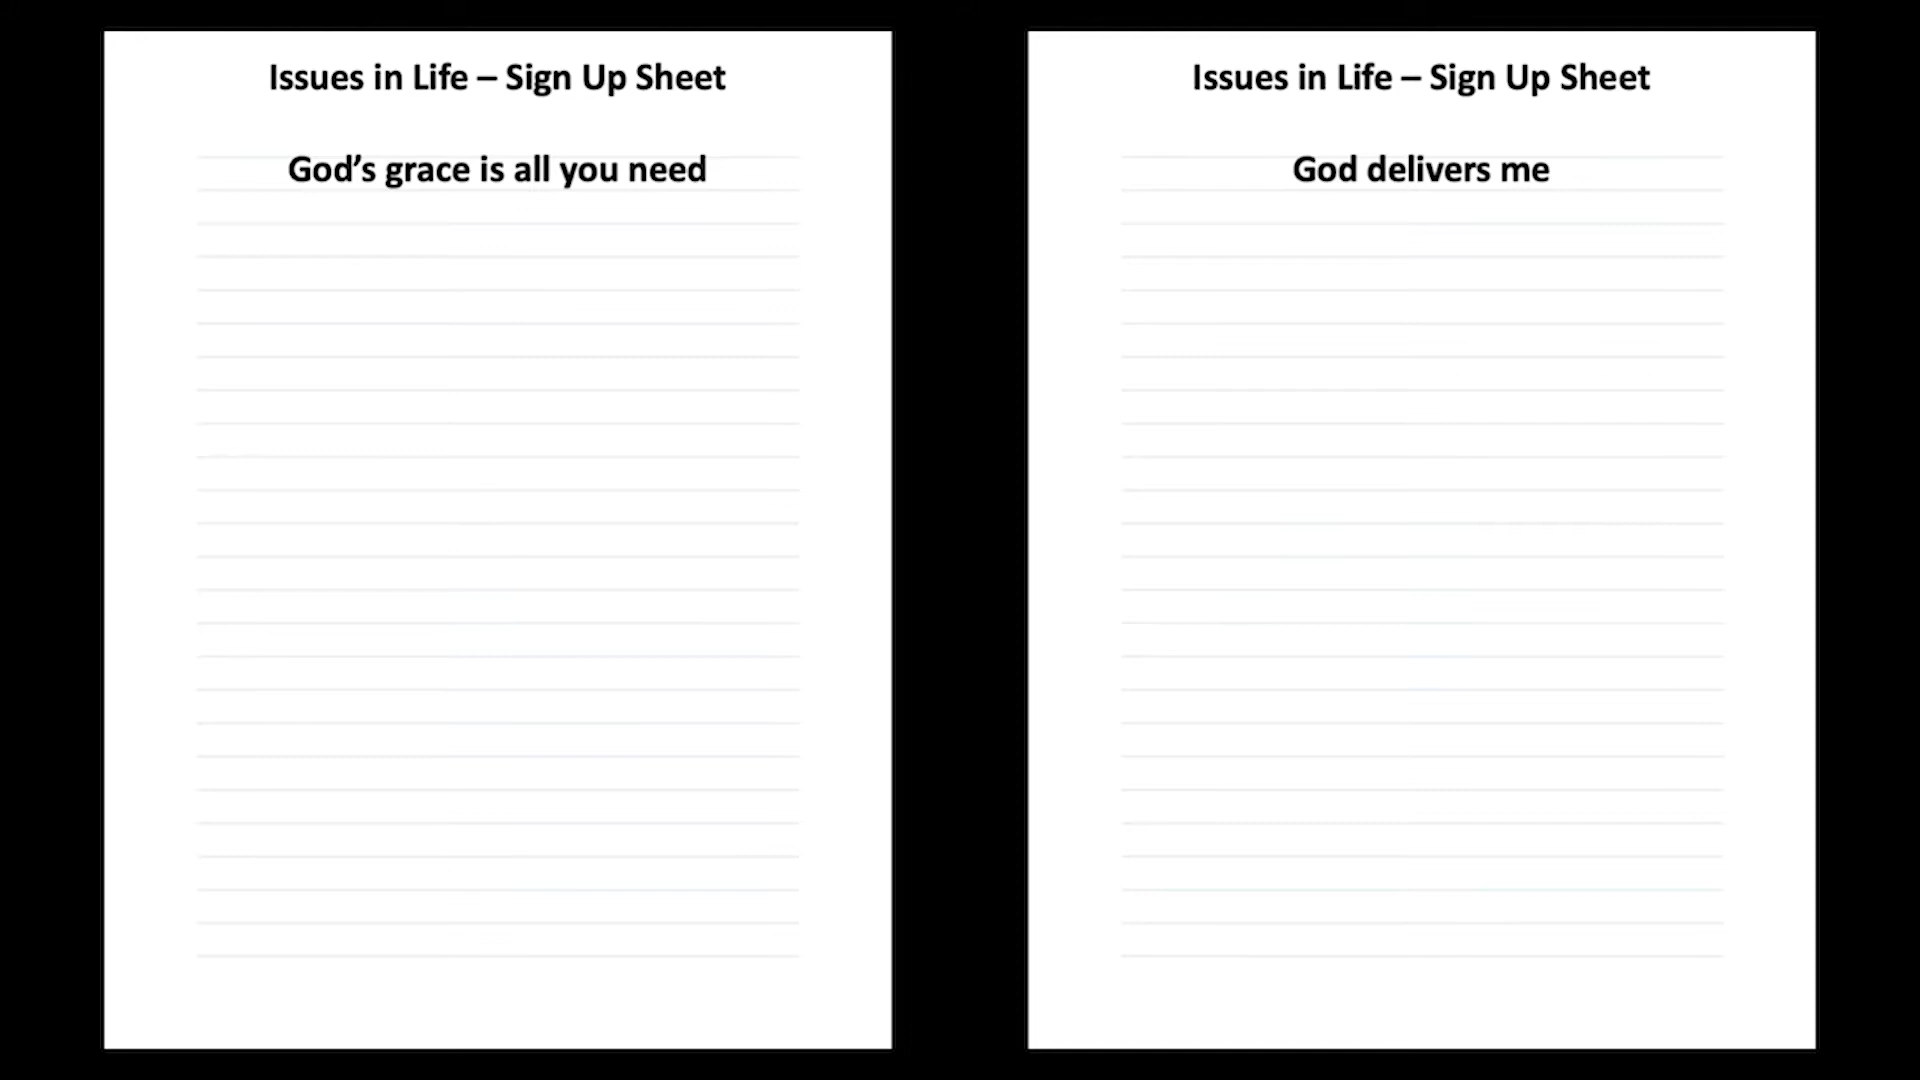 Issues in Life – Sign Up Sheet
God’s grace is all you need
Issues in Life – Sign Up Sheet
God delivers me